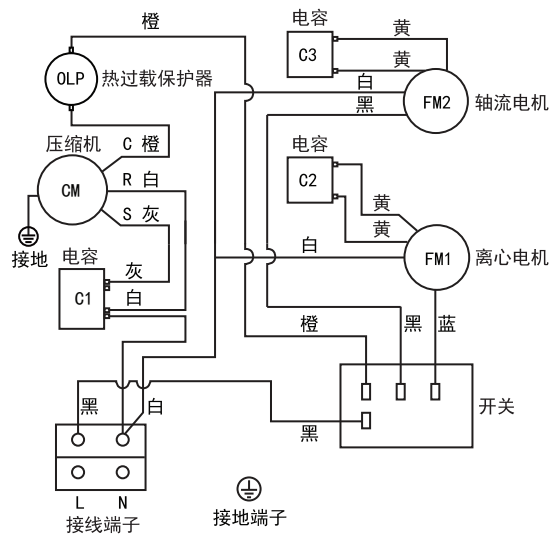 橙
电容
黄
C3
黄
OLP
热过载保护器
白
FM2
轴流电机
黑
压缩机
C 橙
电容
R 白
C2
CM
黄
S 灰
黄
接地
电容
白
FM1
离心电机
灰
C1
白
橙
黑
蓝
黑
白
开关
黑
L
N
接线端子
接地端子